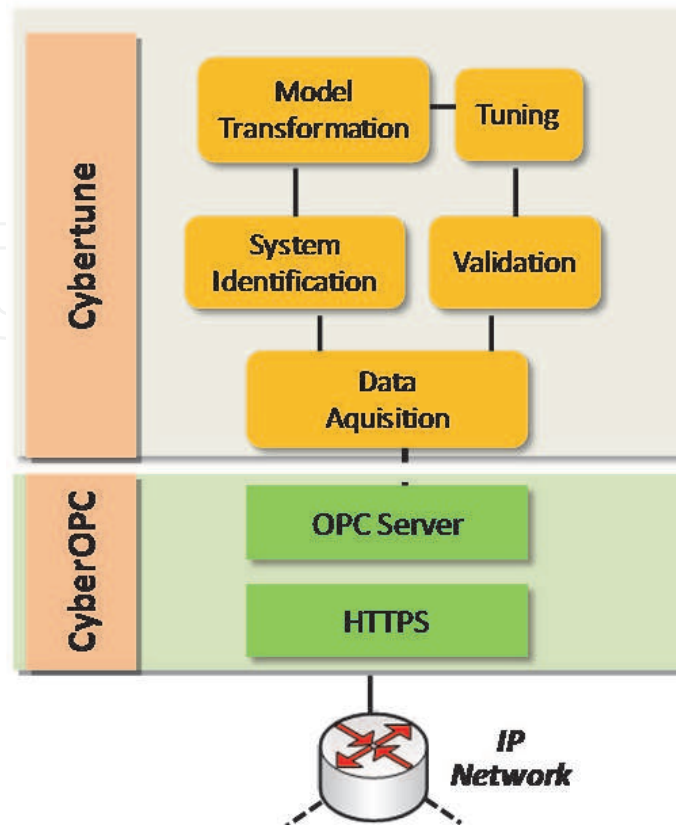 Cybertune
Model
Transformation
Tuning
System
Identification
Validation
Data
Aquisition
CyberOPC
OPC Server
HTTPS
IP
Network